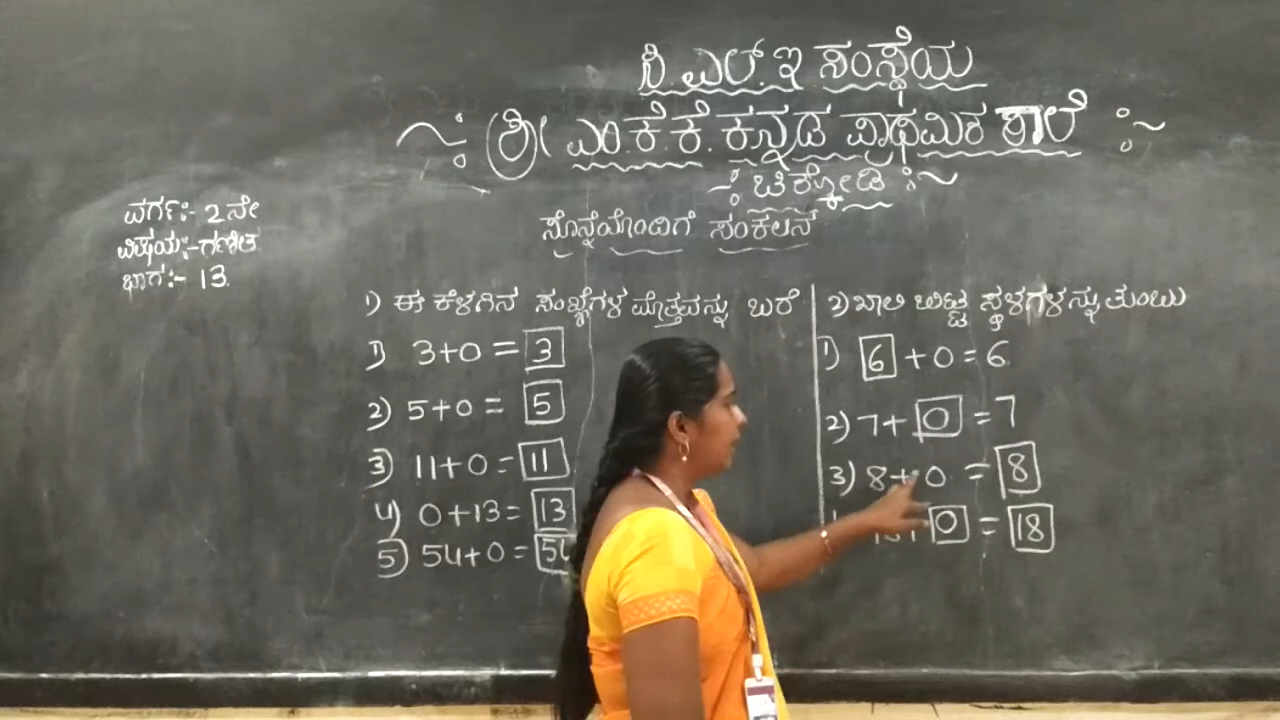 ಸಿ.ಎಲ್.ಇ ಸಂಸ್ಥೆಯ
ಶ್ರೀ ಎಂ.ಕೆ.ಕೆ. ಕನ್ನಡ ಪ್ರಾಥಮಿಕ ಶಾಲೆ
ಚಿಕ್ಕೋಡಿ
ಸೊನ್ನೆಯೊಂದಿಗೆ ಸಂಕಲನ
ವರ್ಗ:- 2ನೇ
ವಿಷಯ:- ಗಣಿತ
ಭಾಗ:- 13.
1) ಈ ಕೆಳಗಿನ ಸಂಖ್ಯೆಗಳ ಮೊತ್ತವನ್ನು ಬರೆ
1) 3+0 = 3
2) 5+0 = 5
3) 11+0 = 11
4) 0+13 = 13
5) 54+0 = 54
2) ಖಾಲಿ ಬಿಟ್ಟ ಸ್ಥಳಗಳನ್ನು ತುಂಬು
1) 6 + 0 = 6
2) 7 + 0 = 7
3) 8 + 0 = 8
0 = 18